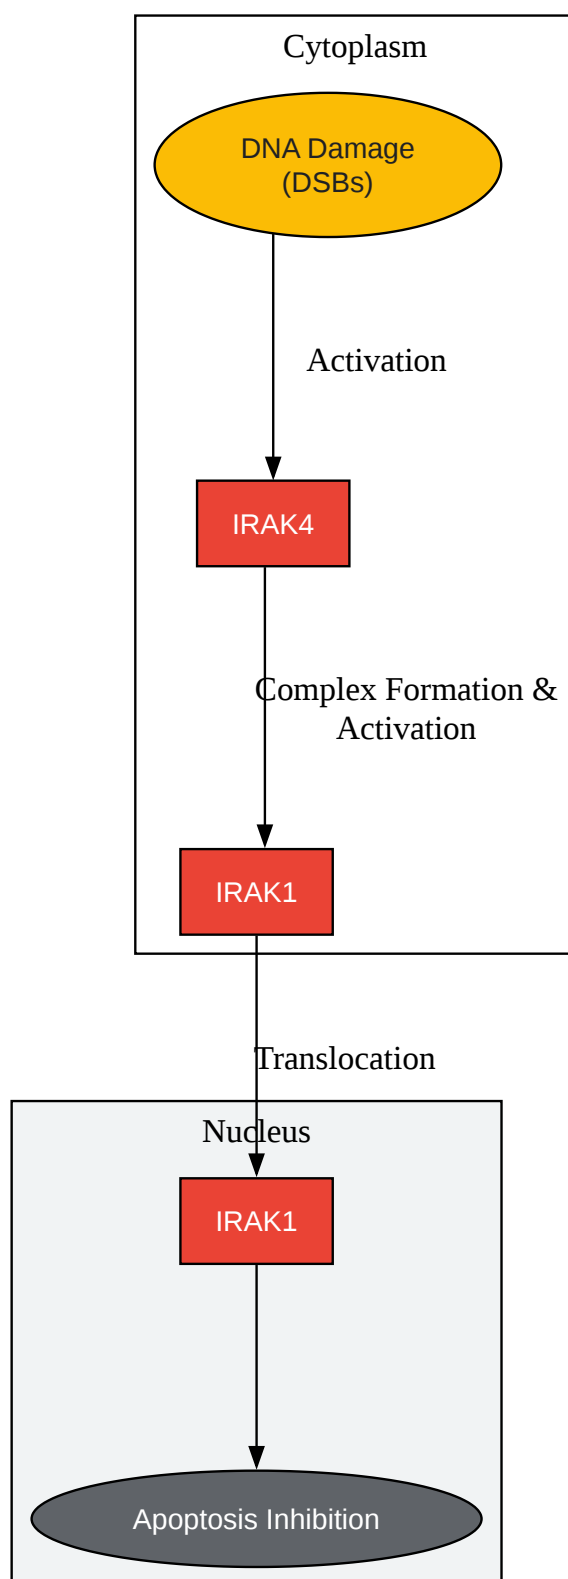 Cytoplasm
DNA Damage
(DSBs)
Activation
IRAK4
Complex Formation &
Activation
IRAK1
Translocation
Nucleus
IRAK1
Apoptosis Inhibition